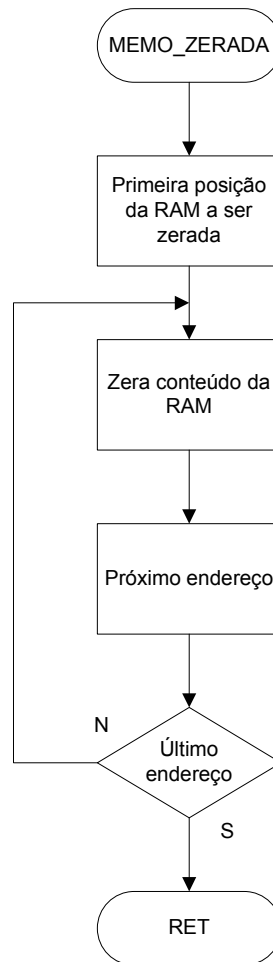 MEMO_ZERADA
Primeira posição
da RAM a ser
zerada
Zera conteúdo da
RAM
Próximo endereço
N
Último
endereço
S
RET